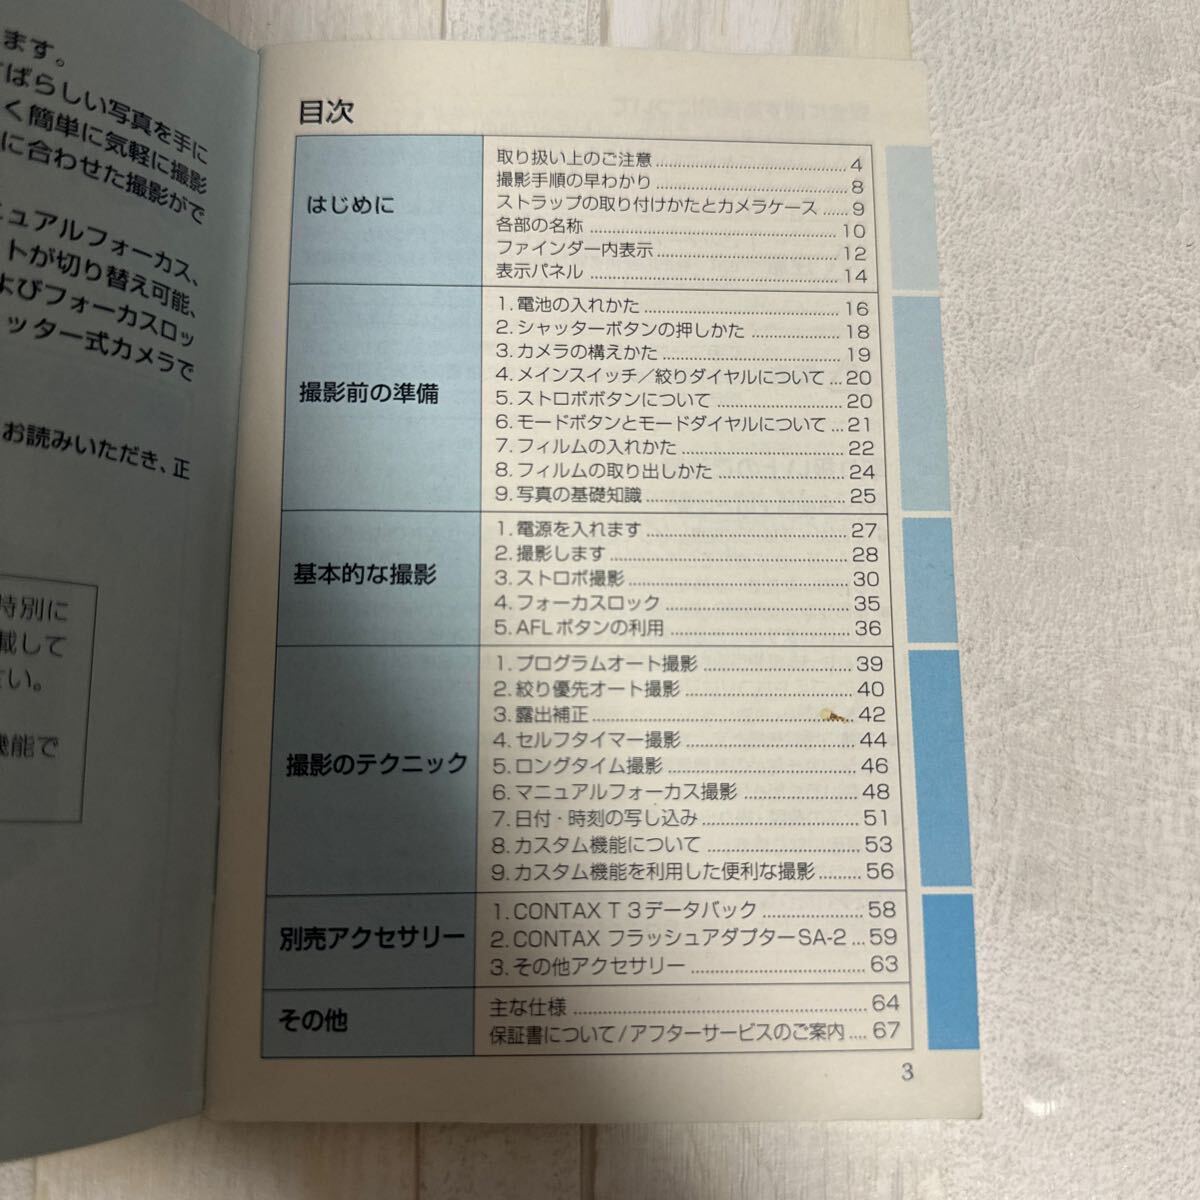 ます。
ばらしい写真を手に
く簡単に気軽に撮影
に合わせた撮影がで
ニュアルフォーカス、
トが切り替え可能、
よびフォーカスロッ
ッター式カメラで
お読みいただき、正
特別に
載して
さい。
機能で
目次
はじめに
取り扱い上のご注意 4
撮影手順の早わかり 8
ストラップの取り付けかたとカメラケース 9
各部の名称 10
ファインダー内表示 12
表示パネル 14
撮影前の準備
1.電池の入れかた 16
2.シャッターボタンの押しかた 18
3.カメラの構えかた 19
4.メインスイッチ/絞りダイヤルについて 20
5.ストロボボタンについて 20
6.モードボタンとモードダイヤルについて 21
7.フィルムの入れかた 22
8.フィルムの取り出しかた 24
9.写真の基礎知識 25
基本的な撮影
1.電源を入れます 27
2.撮影します 28
3.ストロボ撮影 30
4.フォーカスロック 35
5.AFLボタンの利用 36
撮影のテクニック
1.プログラムオート撮影 39
2.絞り優先オート撮影 40
3.露出補正 42
4.セルフタイマー撮影 44
5.ロングタイム撮影 46
6.マニュアルフォーカス撮影 48
7.日付・時刻の写し込み 51
8.カスタム機能について 53
9.カスタム機能を利用した便利な撮影 56
別売アクセサリー
1.CONTAX T3データバック 58
2.CONTAX フラッシュアダプターSA-2 59
3.その他アクセサリー 63
その他
主な仕様 64
保証書について/アフターサービスのご案内 67
3